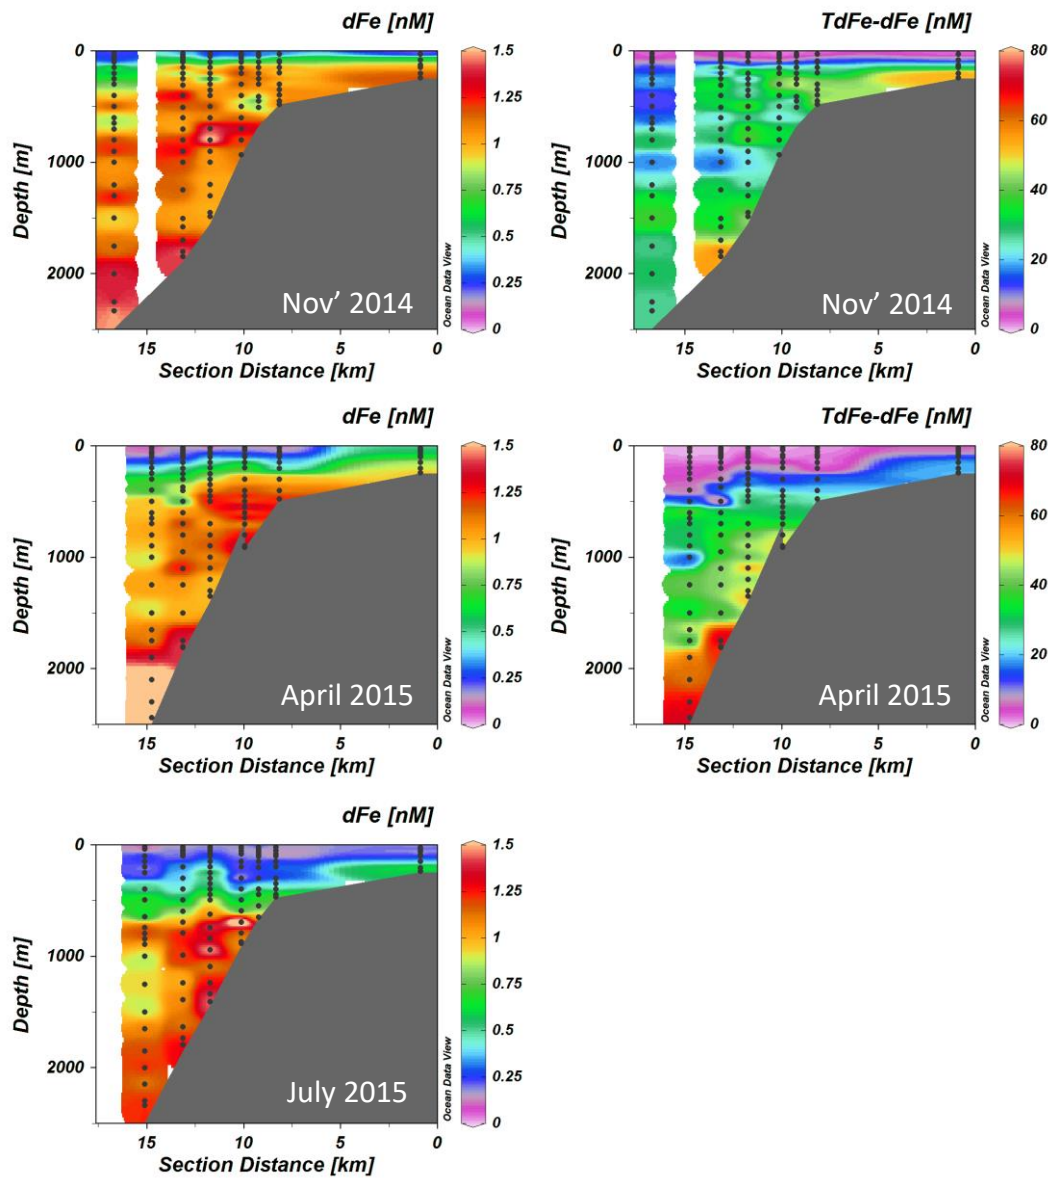 dFe [nM]
TdFe-dFe [nM]
0
1000
2000
Depth [m]
15
10
5
0
Section Distance [km]
1.5
1.25
1
0.75
0.5
0.25
0
Ocean Data View
Nov’ 2014
0
1000
2000
Depth [m]
15
10
5
0
Section Distance [km]
80
60
40
20
0
Ocean Data View
Nov’ 2014
dFe [nM]
TdFe-dFe [nM]
0
1000
2000
Depth [m]
15
10
5
0
Section Distance [km]
1.5
1.25
1
0.75
0.5
0.25
0
Ocean Data View
April 2015
0
1000
2000
Depth [m]
15
10
5
0
Section Distance [km]
80
60
40
20
0
Ocean Data View
April 2015
dFe [nM]
0
1000
2000
Depth [m]
15
10
5
0
Section Distance [km]
1.5
1.25
1
0.75
0.5
0.25
0
Ocean Data View
July 2015